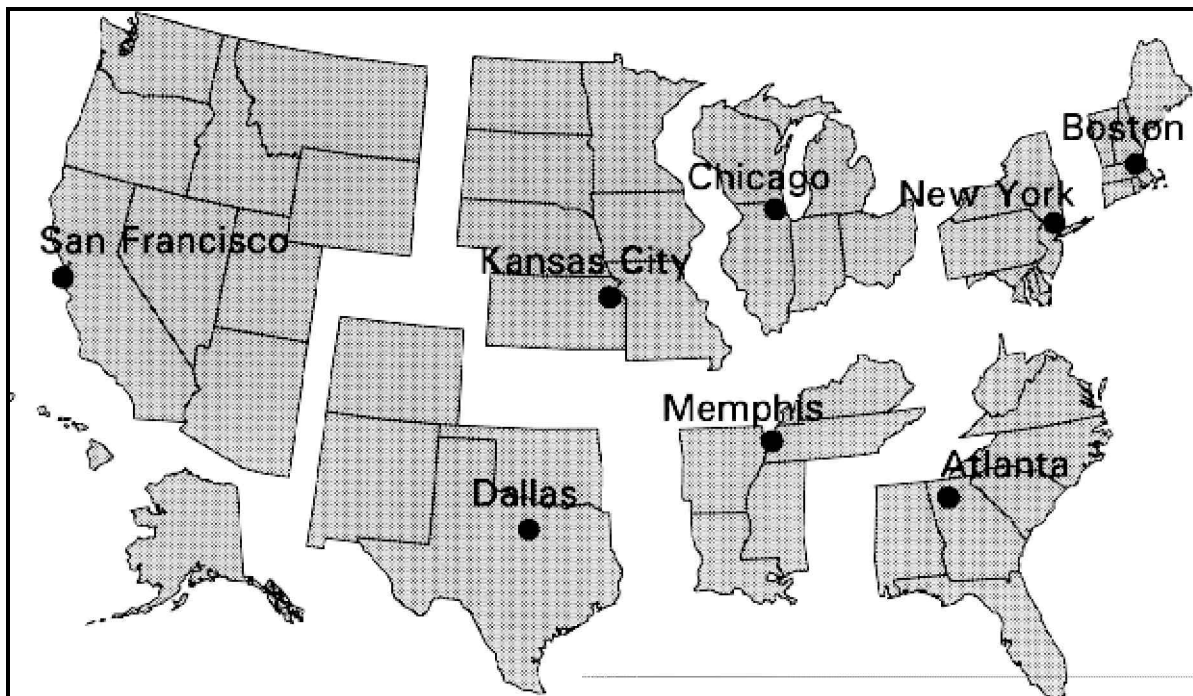 Boston
Chicago
New York
San Francisco
Kansas City
Memphis
Atlanta
Dallas